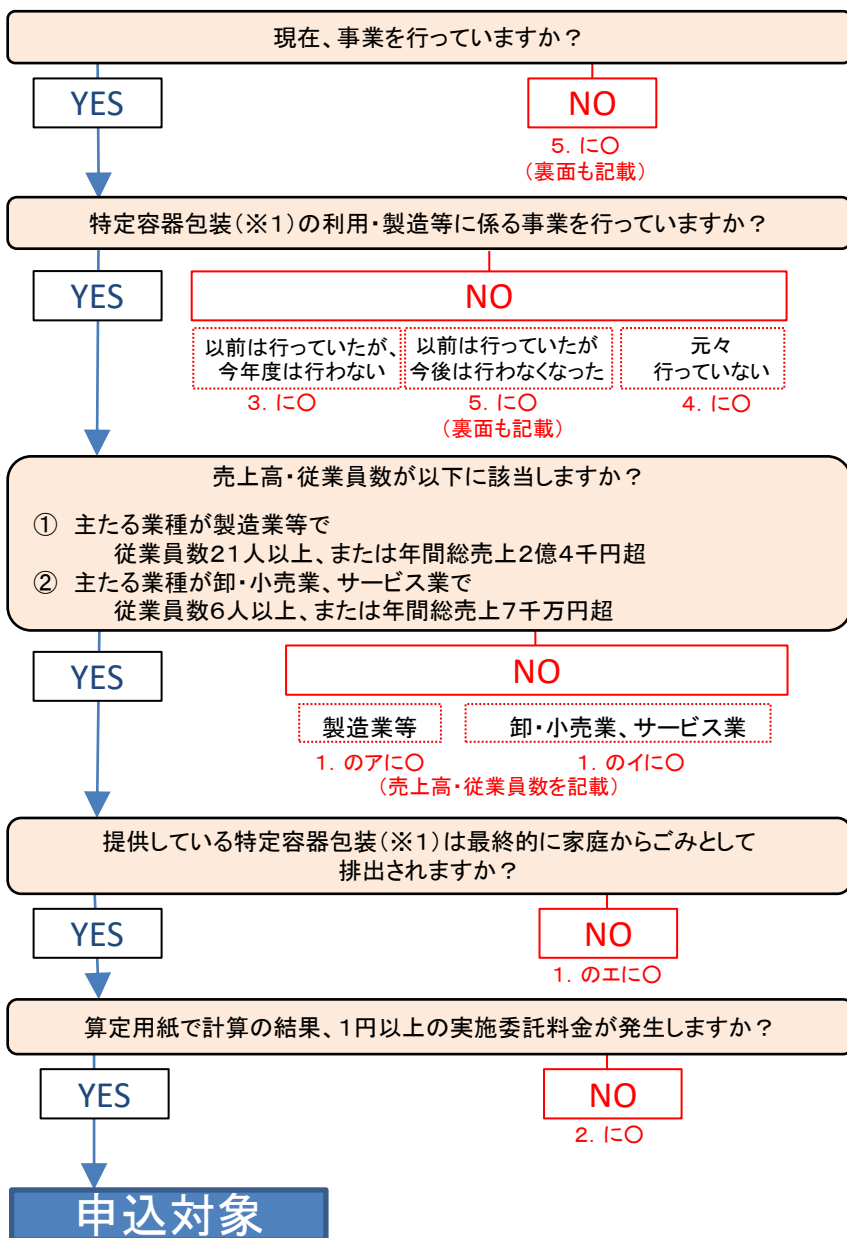 現在、事業を行っていますか？
YES
NO
５．に〇
（裏面も記載）
特定容器包装（※１）の利用・製造等に係る事業を行っていますか？
YES
NO
以前は行っていたが、
今年度は行わない
３．に〇
以前は行っていたが
今後は行わなくなった
５．に〇
（裏面も記載）
元々
行っていない
４．に〇
売上高・従業員数が以下に該当しますか？
① 主たる業種が製造業等で
従業員数２１人以上、または年間総売上２億４千円超
② 主たる業種が卸・小売業、サービス業で
従業員数６人以上、または年間総売上７千万円超
YES
NO
製造業等
１．のアに〇
卸・小売業、サービス業
１．のイに〇
（売上高・従業員数を記載）
提供している特定容器包装（※１）は最終的に家庭からごみとして
排出されますか？
YES
NO
１．のエに〇
算定用紙で計算の結果、１円以上の実施委託料金が発生しますか？
YES
NO
２．に〇
申込対象